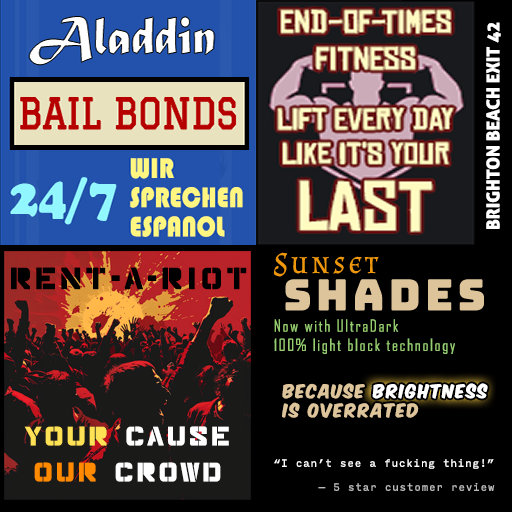 Aladdin
BAIL BONDS
24/7
WIR
SPRECHEN
ESPANOL
END-OF-TIMES
FITNESS
LIFT EVERY DAY
LIKE IT'S YOUR
LAST
BRIGHTON BEACH EXIT 42
RENT-A-RIOT
YOUR CAUSE
OUR CROWD
SUNSET
SHADES
Now with UltraDark
100% light block technology
BECAUSE BRIGHTNESS
IS OVERRATED
"I can't see a fucking thing!"
— 5 star customer review